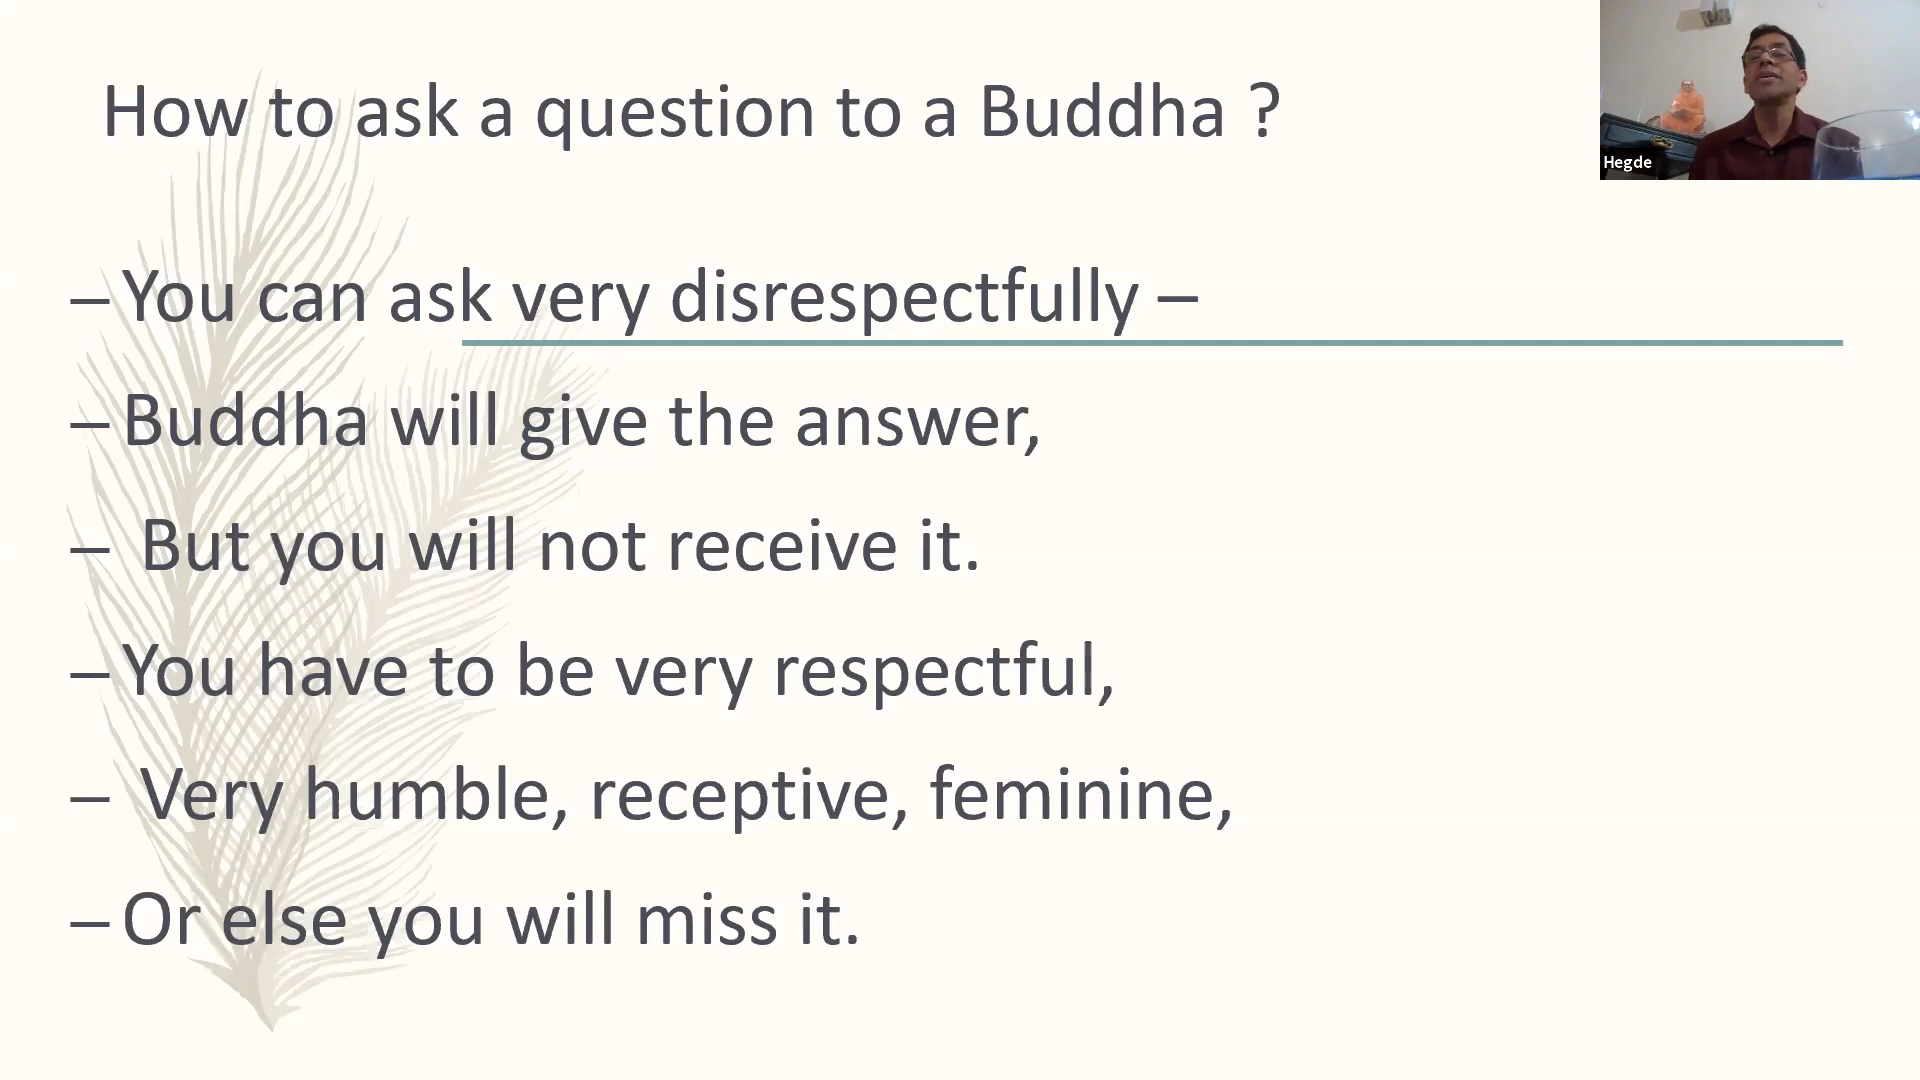 How to ask a question to a Buddha ?
Hegde
– You can ask very disrespectfully –
– Buddha will give the answer,
– But you will not receive it.
– You have to be very respectful,
– Very humble, receptive, feminine,
– Or else you will miss it.